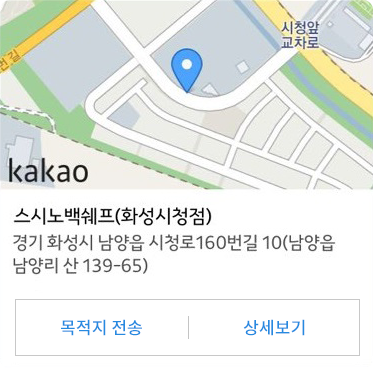 시청앞
교차로
번길
kakao
스시노백쉐프(화성시청점)
경기 화성시 남양읍 시청로160번길 10(남양읍
남양리 산 139-65)
목적지 전송
상세보기